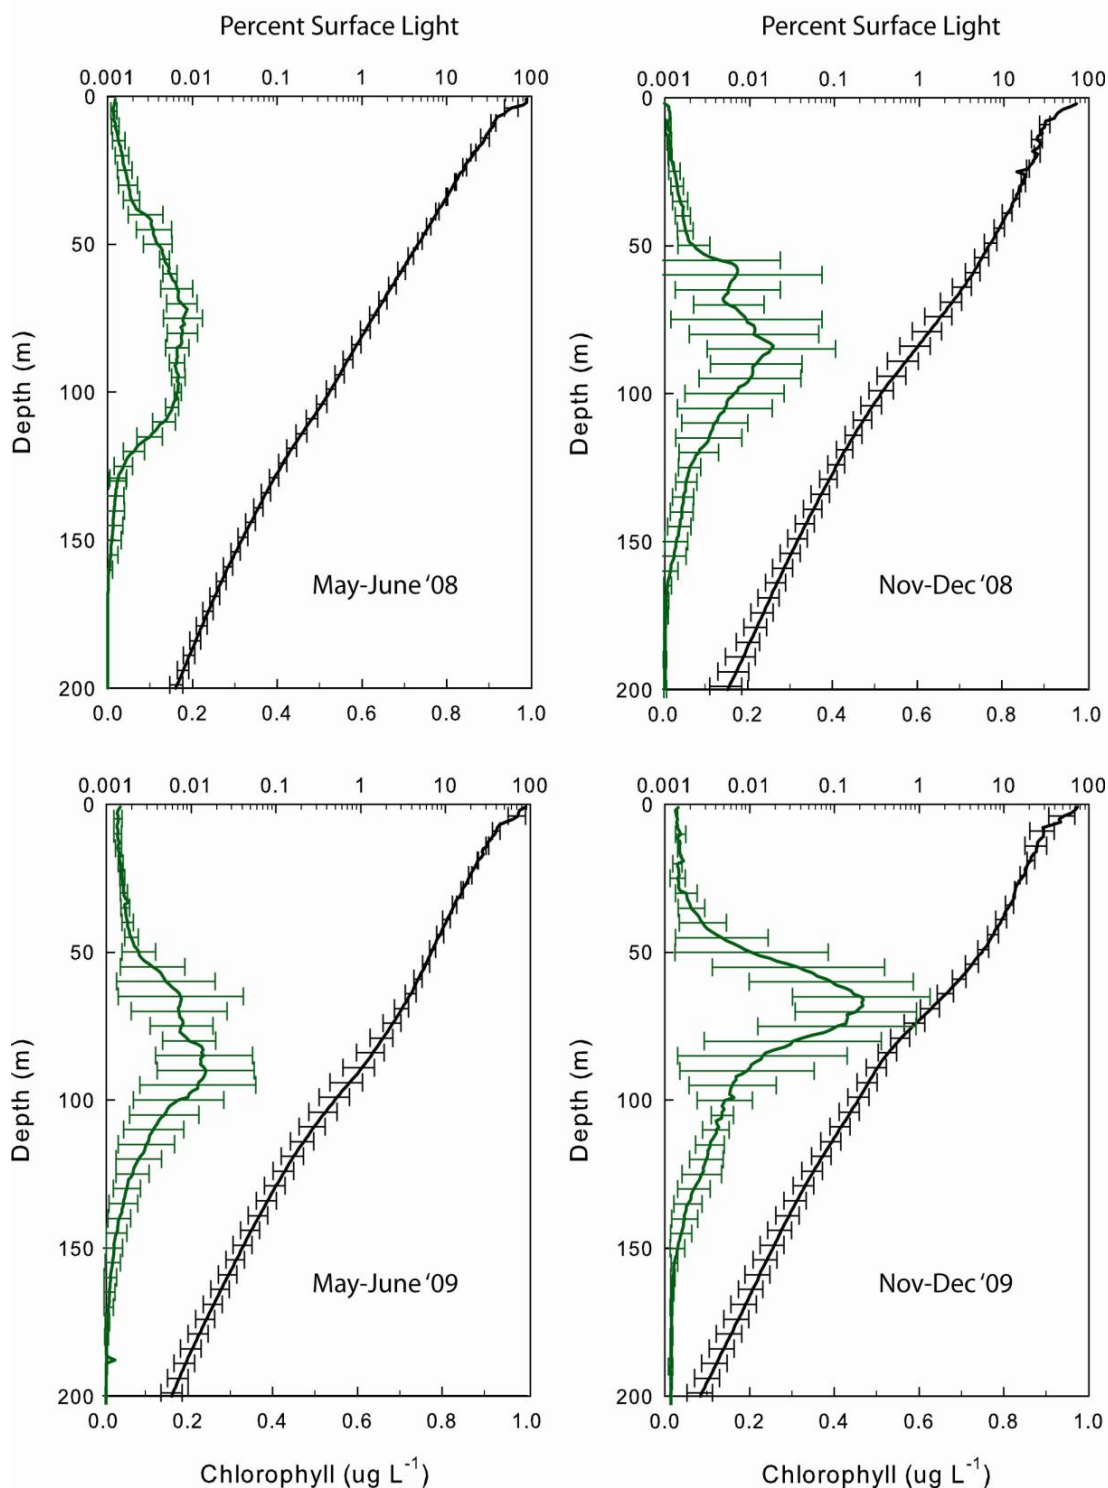 Percent Surface Light
Percent Surface Light
0.001 0.01 0.1 1 10 100
0.001 0.01 0.1 1 10 100
0
50
100
150
200
Depth (m)
May-June ‘08
0.0 0.2 0.4 0.6 0.8 1.0
0
50
100
150
200
Depth (m)
Nov-Dec ‘08
0.0 0.2 0.4 0.6 0.8 1.0
0.001 0.01 0.1 1 10 100
0.001 0.01 0.1 1 10 100
0
50
100
150
200
Depth (m)
May-June ‘09
0.0 0.2 0.4 0.6 0.8 1.0
Chlorophyll (ug L⁻¹)
0
50
100
150
200
Depth (m)
Nov-Dec ‘09
0.0 0.2 0.4 0.6 0.8 1.0
Chlorophyll (ug L⁻¹)